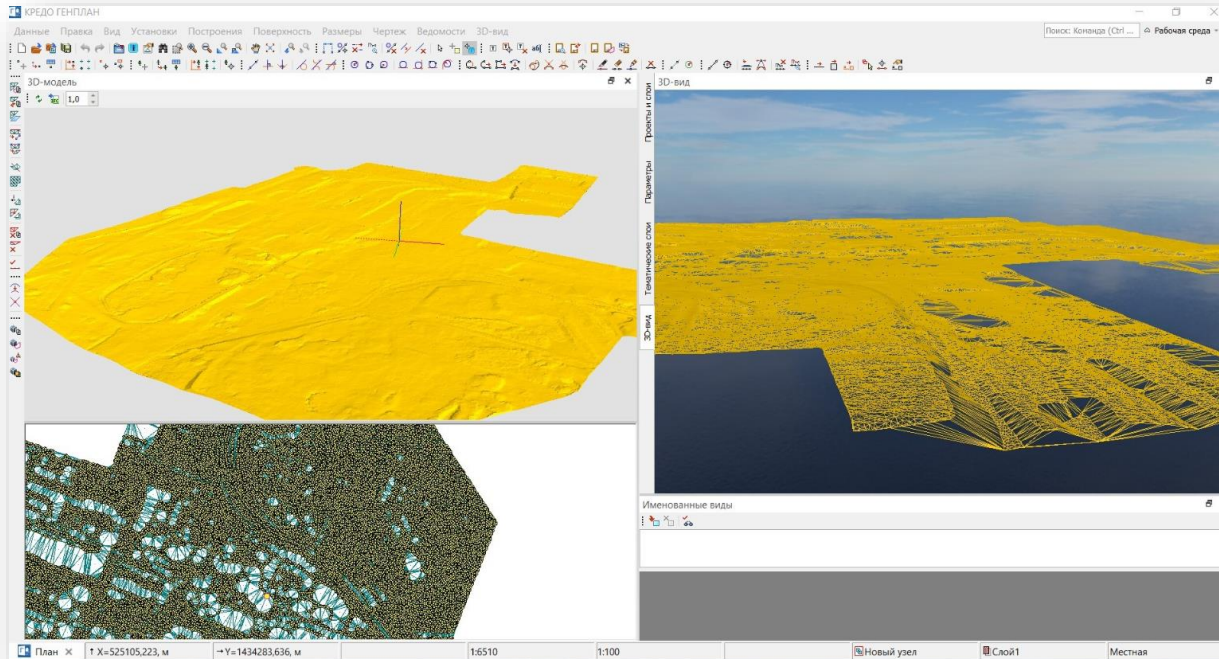 КРЕДО ГЕНПЛАН
Данные Правка Вид Установки Построения Поверхность Размеры Чертеж Ведомости 3D-вид
Поиск: Команда (Ctrl ... Рабочая среда
3D-модель
1,0
3D-вид
Проекты и слои
Параметры
Тематические слои
3D-вид
Именованные виды
План X=525105,223, м Y=1434283,636, м 1:6510 1:100 Новый узел Слой1 Местная